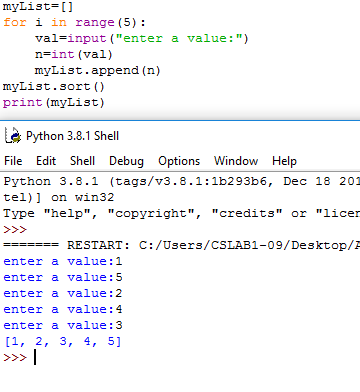 myList=[]
for i in range(5):
    val=input("enter a value:")
    n=int(val)
    myList.append(n)
myList.sort()
print(myList)
Python 3.8.1 Shell
File Edit Shell Debug Options Window Help
Python 3.8.1 (tags/v3.8.1:1b293b6, Dec 18 201
tel)] on win32
Type "help", "copyright", "credits" or "licen
>>>
======= RESTART: C:/Users/CSLAB1-09/Desktop/A
enter a value:1
enter a value:5
enter a value:2
enter a value:4
enter a value:3
[1, 2, 3, 4, 5]
>>>